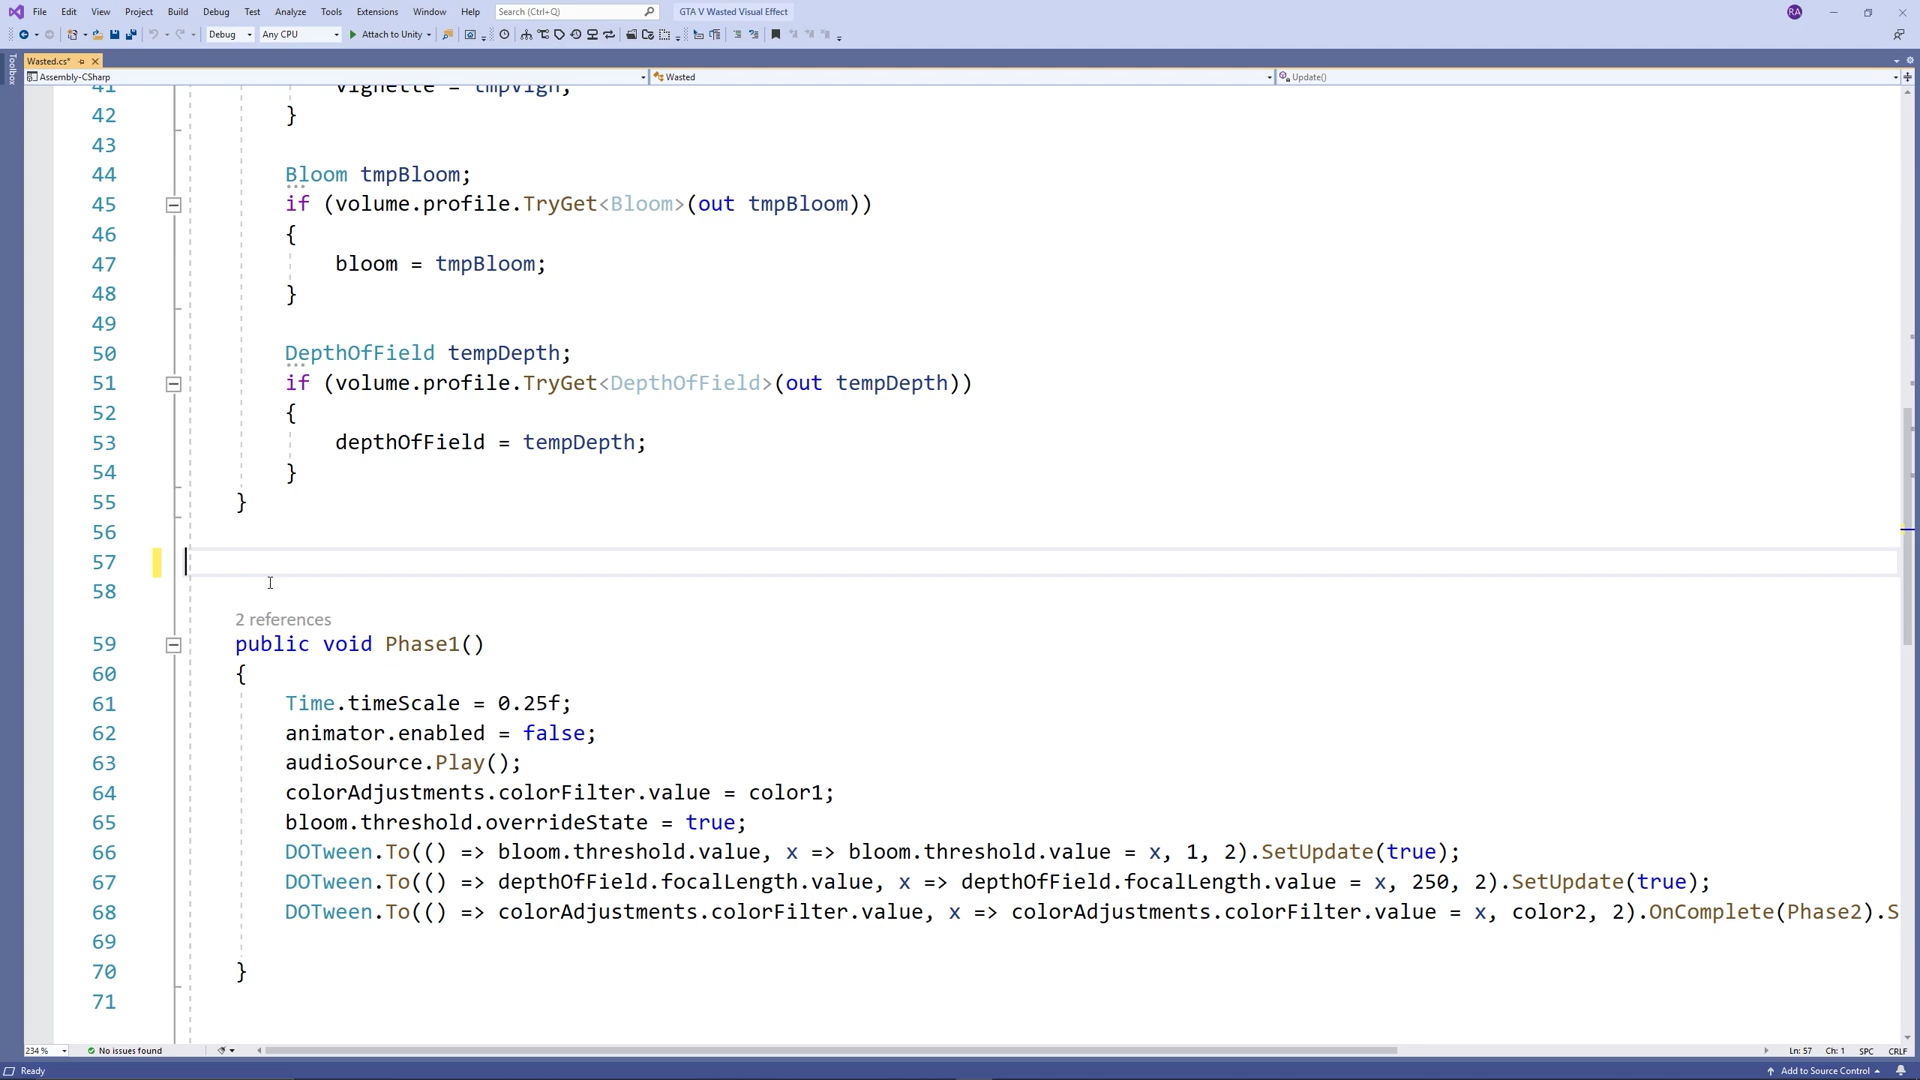 File Edit View Project Build Debug Test Analyze Tools Extensions Window Help Search (Ctrl+Q) GTA V Wasted Visual Effect RA
Debug Any CPU Attach to Unity
Toolbox
Wasted.cs*
Assembly-CSharp Wasted Update()
41 vignette = tmpVign;
42 }
43
44 Bloom tmpBloom;
45 if (volume.profile.TryGet<Bloom>(out tmpBloom))
46 {
47 bloom = tmpBloom;
48 }
49
50 DepthOfField tempDepth;
51 if (volume.profile.TryGet<DepthOfField>(out tempDepth))
52 {
53 depthOfField = tempDepth;
54 }
55 }
56
57
58
2 references
59 public void Phase1()
60 {
61 Time.timeScale = 0.25f;
62 animator.enabled = false;
63 audioSource.Play();
64 colorAdjustments.colorFilter.value = color1;
65 bloom.threshold.overrideState = true;
66 DOTween.To(() => bloom.threshold.value, x => bloom.threshold.value = x, 1, 2).SetUpdate(true);
67 DOTween.To(() => depthOfField.focalLength.value, x => depthOfField.focalLength.value = x, 250, 2).SetUpdate(true);
68 DOTween.To(() => colorAdjustments.colorFilter.value, x => colorAdjustments.colorFilter.value = x, color2, 2).OnComplete(Phase2).S
69
70 }
71
234 % No issues found Ln: 57 Ch: 1 SPC CRLF
Ready Add to Source Control